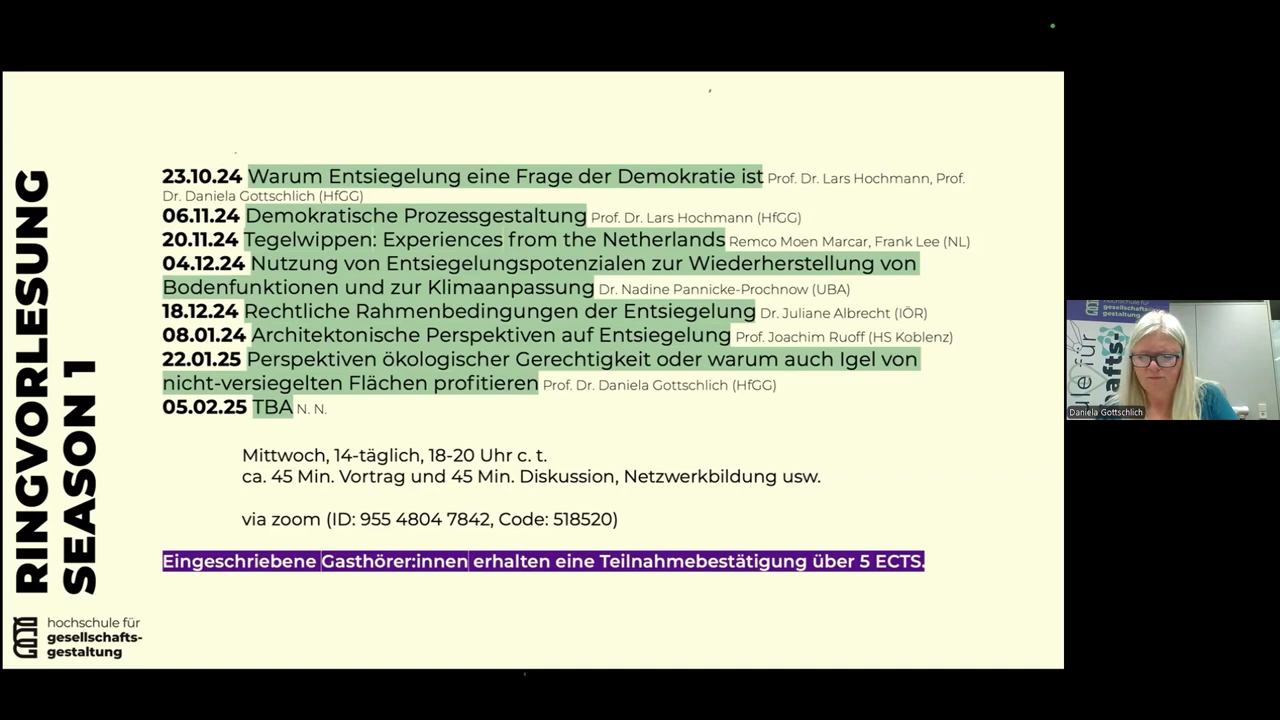 RINGVORLESUNG
SEASON 1
23.10.24 Warum Entsiegelung eine Frage der Demokratie ist Prof. Dr. Lars Hochmann, Prof.
Dr. Daniela Gottschlich (HfGG)
06.11.24 Demokratische Prozessgestaltung Prof. Dr. Lars Hochmann (HfGG)
20.11.24 Tegelwippen: Experiences from the Netherlands Remco Moen Marcar, Frank Lee (NL)
04.12.24 Nutzung von Entsiegelungspotenzialen zur Wiederherstellung von
Bodenfunktionen und zur Klimaanpassung Dr. Nadine Pannicke-Prochnow (UBA)
18.12.24 Rechtliche Rahmenbedingungen der Entsiegelung Dr. Juliane Albrecht (IÖR)
08.01.24 Architektonische Perspektiven auf Entsiegelung Prof. Joachim Ruoff (HS Koblenz)
22.01.25 Perspektiven ökologischer Gerechtigkeit oder warum auch Igel von
nicht-versiegelten Flächen profitieren Prof. Dr. Daniela Gottschlich (HfGG)
05.02.25 TBA N. N.
Mittwoch, 14-täglich, 18-20 Uhr c. t.
ca. 45 Min. Vortrag und 45 Min. Diskussion, Netzwerkbildung usw.
via zoom (ID: 955 4804 7842, Code: 518520)
Eingeschriebene Gasthörer:innen erhalten eine Teilnahmebestätigung über 5 ECTS.
hochschule für
gesellschafts-
gestaltung
gesellschafts-
gestaltung
Daniela Gottschlich